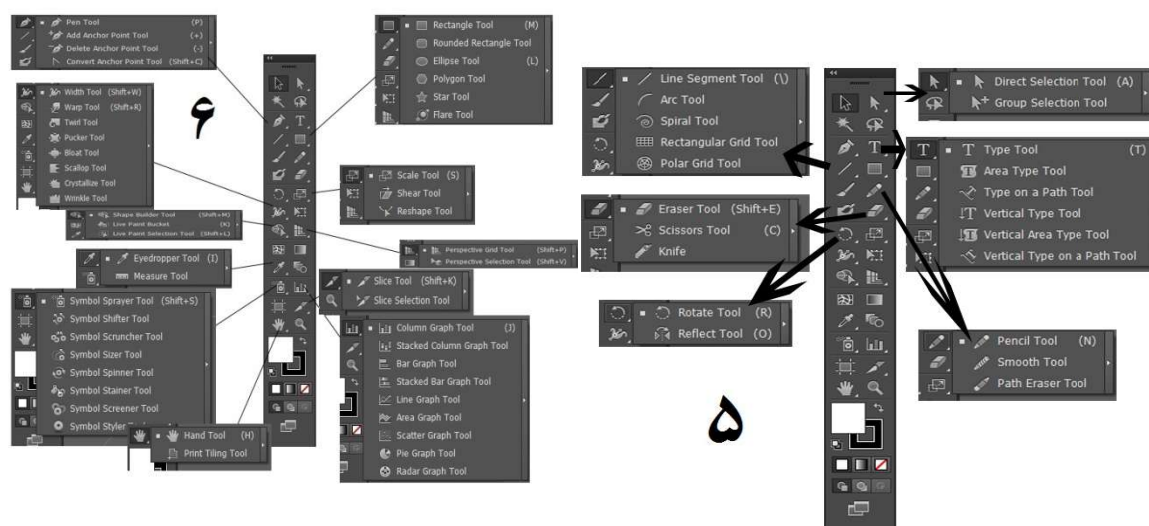 Pen Tool (P)
Add Anchor Point Tool (+)
Delete Anchor Point Tool (-)
Convert Anchor Point Tool (Shift+C)
Width Tool (Shift+W)
Warp Tool (Shift+R)
Twirl Tool
Pucker Tool
Bloat Tool
Scallop Tool
Crystallize Tool
Wrinkle Tool
۶
Shape Builder Tool (Shift+M)
Live Paint Bucket (K)
Live Paint Selection Tool (Shift+L)
Eyedropper Tool (I)
Measure Tool
Symbol Sprayer Tool (Shift+S)
Symbol Shifter Tool
Symbol Scruncher Tool
Symbol Sizer Tool
Symbol Spinner Tool
Symbol Stainer Tool
Symbol Screener Tool
Symbol Styler
Hand Tool (H)
Print Tiling Tool
Rectangle Tool (M)
Rounded Rectangle Tool
Ellipse Tool (L)
Polygon Tool
Star Tool
Flare Tool
Scale Tool (S)
Shear Tool
Reshape Tool
Perspective Grid Tool (Shift+P)
Perspective Selection Tool (Shift+V)
Slice Tool (Shift+K)
Slice Selection Tool
Column Graph Tool (J)
Stacked Column Graph Tool
Bar Graph Tool
Stacked Bar Graph Tool
Line Graph Tool
Area Graph Tool
Scatter Graph Tool
Pie Graph Tool
Radar Graph Tool
Line Segment Tool (\)
Arc Tool
Spiral Tool
Rectangular Grid Tool
Polar Grid Tool
Eraser Tool (Shift+E)
Scissors Tool (C)
Knife
Rotate Tool (R)
Reflect Tool (O)
۵
Direct Selection Tool (A)
Group Selection Tool
Type Tool (T)
Area Type Tool
Type on a Path Tool
Vertical Type Tool
Vertical Area Type Tool
Vertical Type on a Path Tool
Pencil Tool (N)
Smooth Tool
Path Eraser Tool